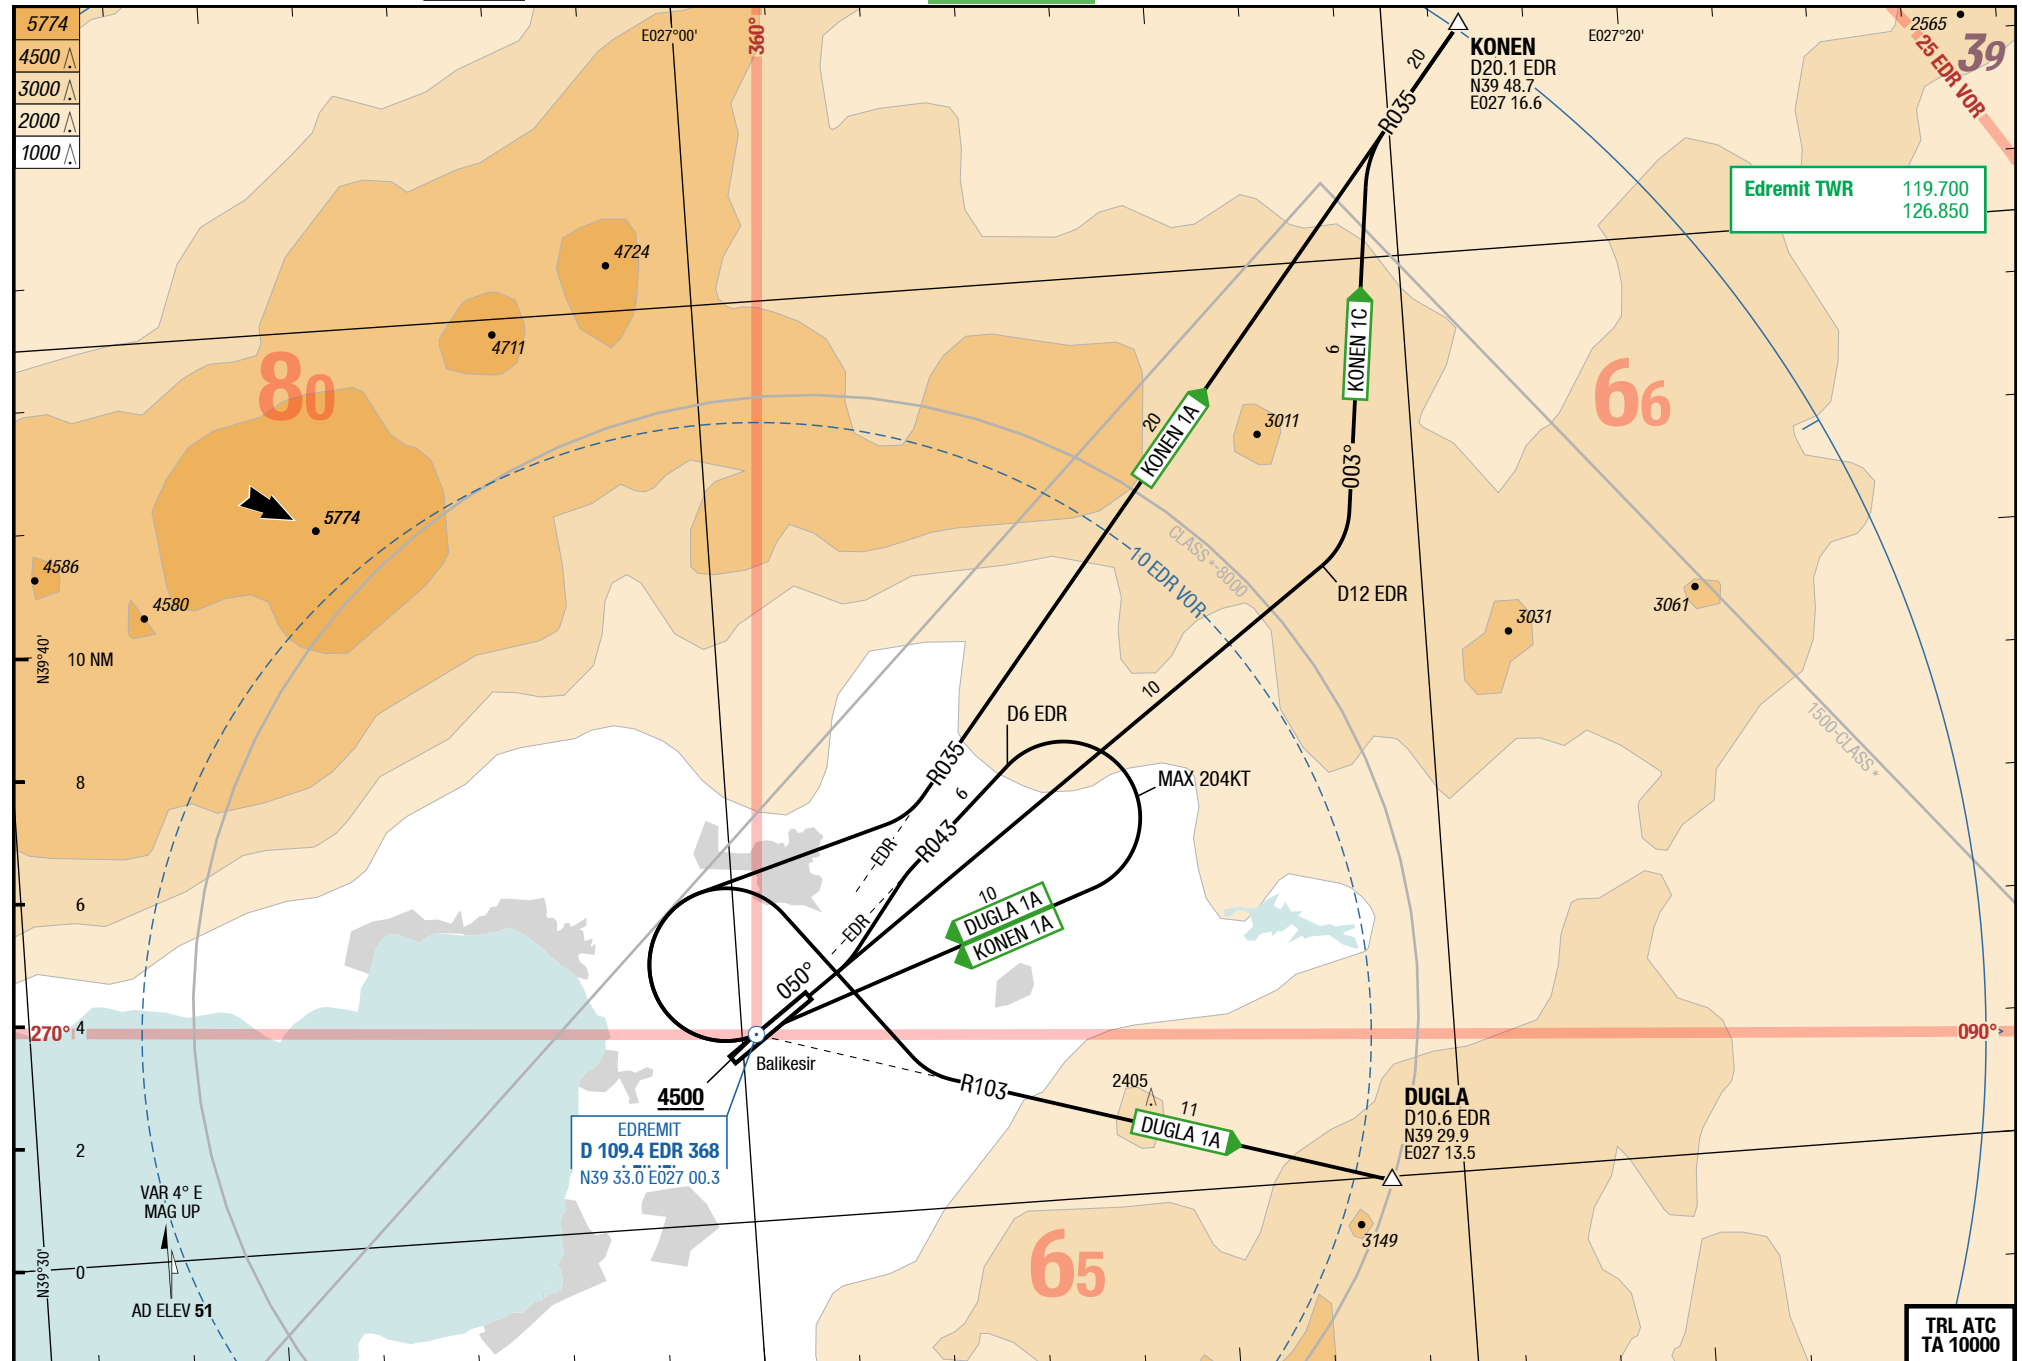 5774
4500
3000
2000
1000
E027°00'
360°
E027°20'
2565
39
25 EDR VOR
KONEN
D20.1 EDR
N39 48.7
E027 16.6
20
R035
Edremit TWR 119.700
126.850
4724
4711
80
66
KONEN 1C
6
003°
KONEN 1A
20
3011
5774
4586
4580
CLASS *-8000
10 EDR VOR
D12 EDR
3031
3061
N39°40'
10 NM
10
D6 EDR
R035
6
R043
MAX 204KT
1500-CLASS *
8
EDR
EDR
6
10
DUGLA 1A
KONEN 1A
050°
270°
4
090°
Balikesir
4500
R103
2405
11
DUGLA 1A
DUGLA
D10.6 EDR
N39 29.9
E027 13.5
EDREMIT
D 109.4 EDR 368
N39 33.0 E027 00.3
2
VAR 4° E
MAG UP
N39°30'
0
AD ELEV 51
65
3149
TRL ATC
TA 10000